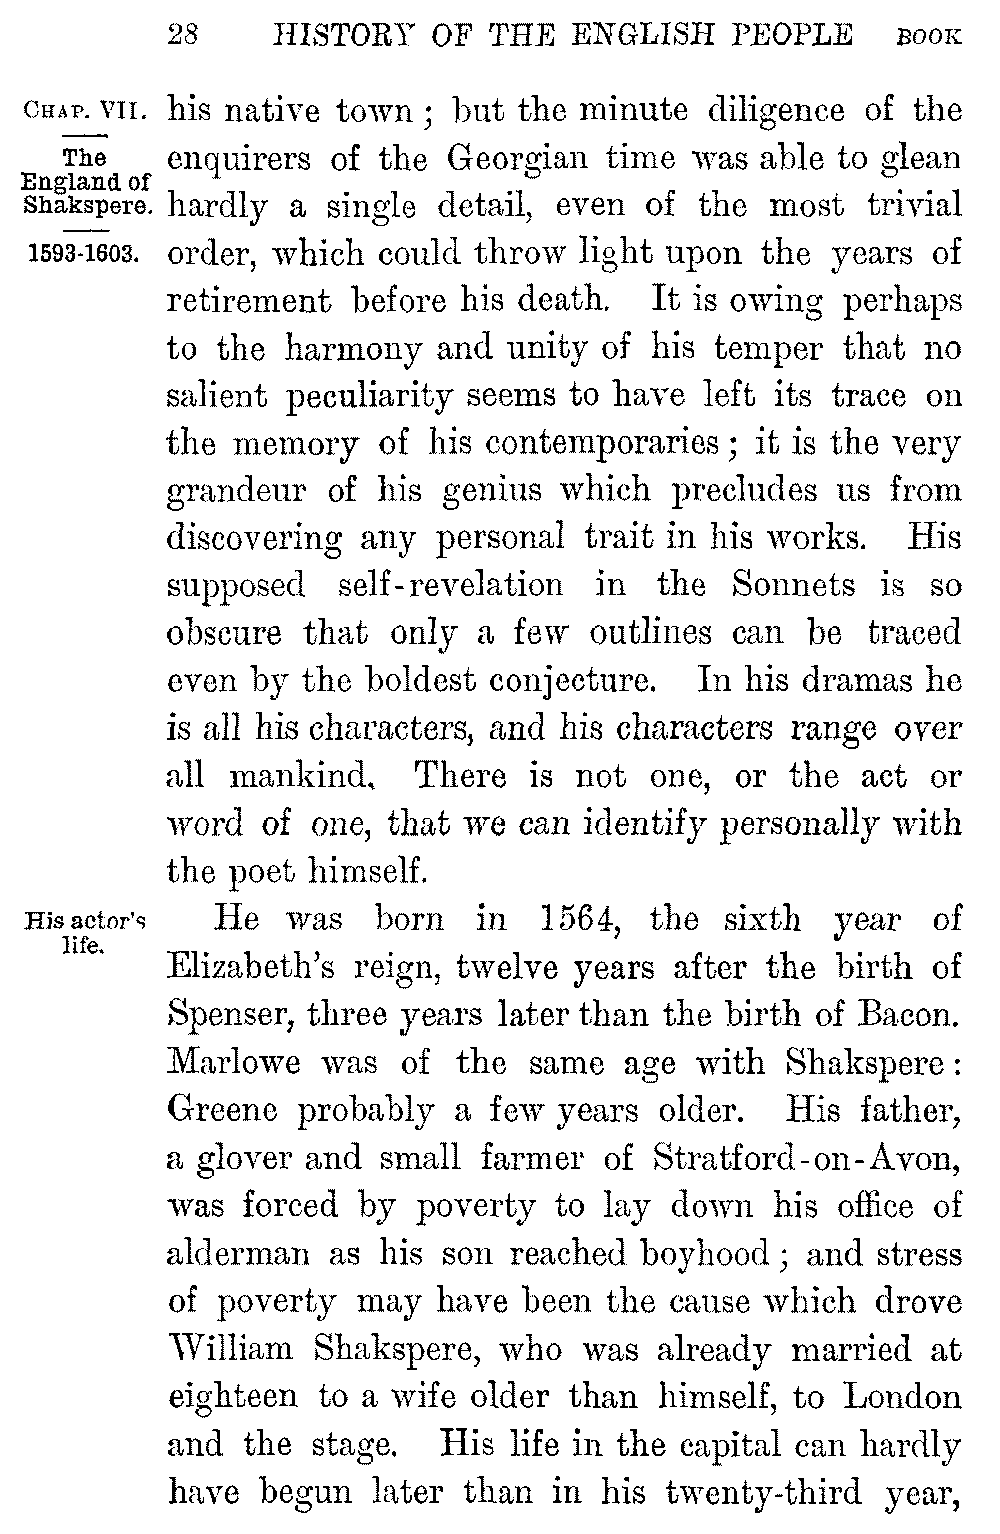 28 HISTORY OF THE ENGLISH PEOPLE BOOK
CHAP. VII.
The
England of
Shakspere.
1593-1603.
his native town; but the minute diligence of the
enquirers of the Georgian time was able to glean
hardly a single detail, even of the most trivial
order, which could throw light upon the years of
retirement before his death. It is owing perhaps
to the harmony and unity of his temper that no
salient peculiarity seems to have left its trace on
the memory of his contemporaries; it is the very
grandeur of his genius which precludes us from
discovering any personal trait in his works. His
supposed self-revelation in the Sonnets is so
obscure that only a few outlines can be traced
even by the boldest conjecture. In his dramas he
is all his characters, and his characters range over
all mankind. There is not one, or the act or
word of one, that we can identify personally with
the poet himself.
His actor's
life.
He was born in 1564, the sixth year of
Elizabeth's reign, twelve years after the birth of
Spenser, three years later than the birth of Bacon.
Marlowe was of the same age with Shakspere:
Greene probably a few years older. His father,
a glover and small farmer of Stratford-on-Avon,
was forced by poverty to lay down his office of
alderman as his son reached boyhood; and stress
of poverty may have been the cause which drove
William Shakspere, who was already married at
eighteen to a wife older than himself, to London
and the stage. His life in the capital can hardly
have begun later than in his twenty-third year,